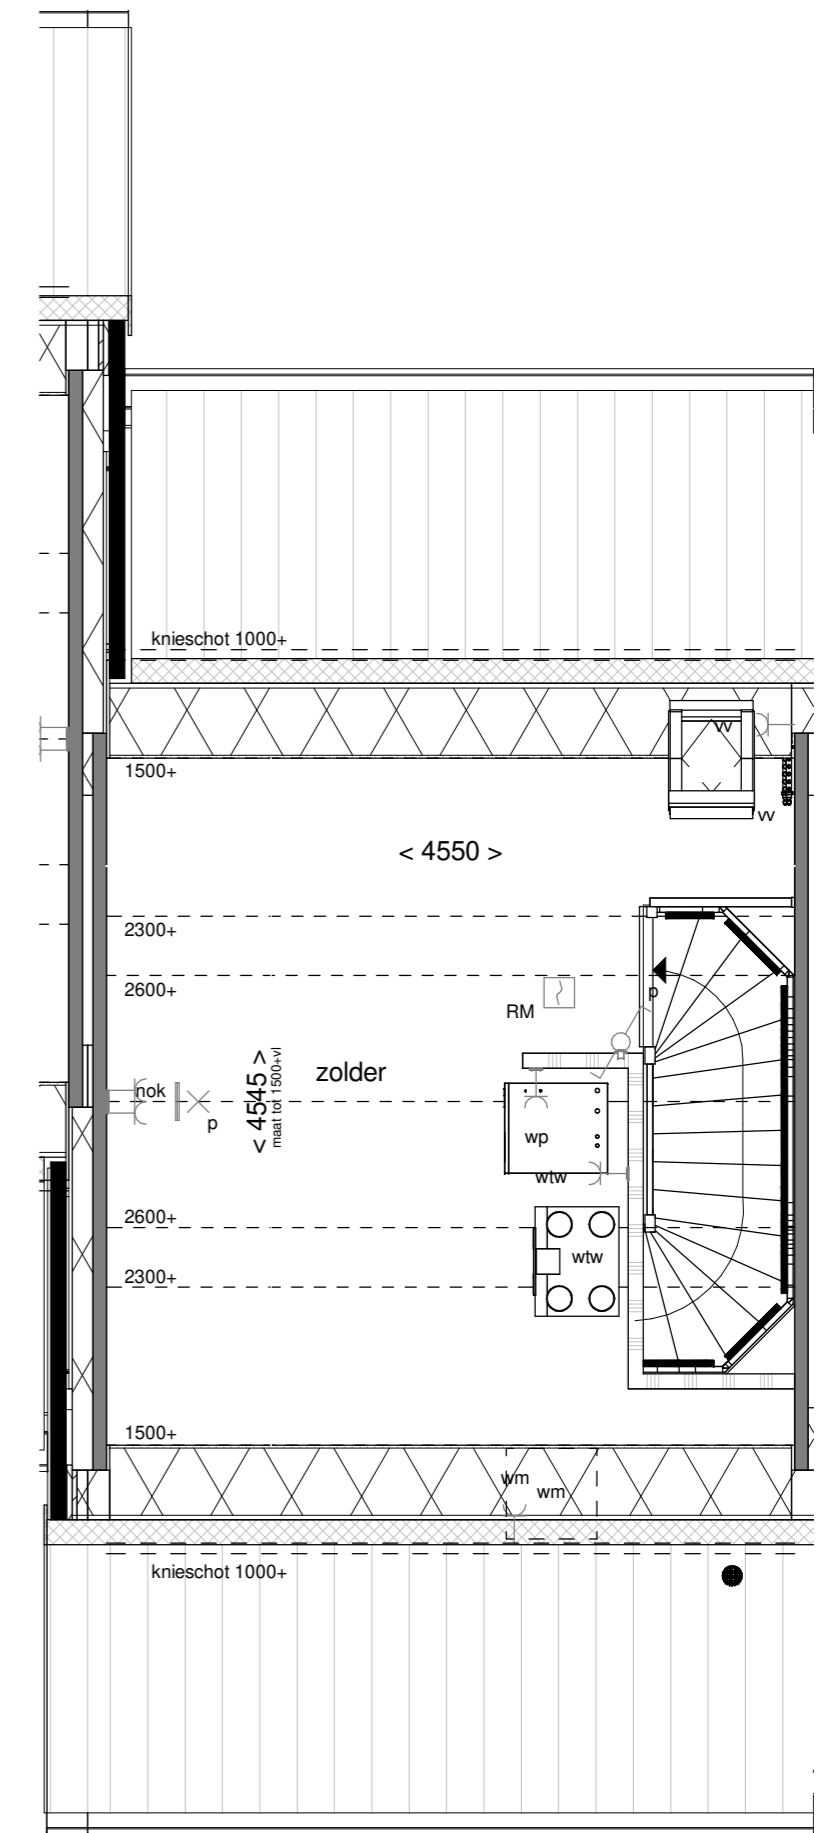 knieschot 1000+
vv
1500+
vv
< 4550 >
2300+
2600+
p
RM
zolder
nok
p
< 4545 >
maat tot 1500+vl
wp
wtw
2600+
wtw
2300+
1500+
wm
wm
knieschot 1000+